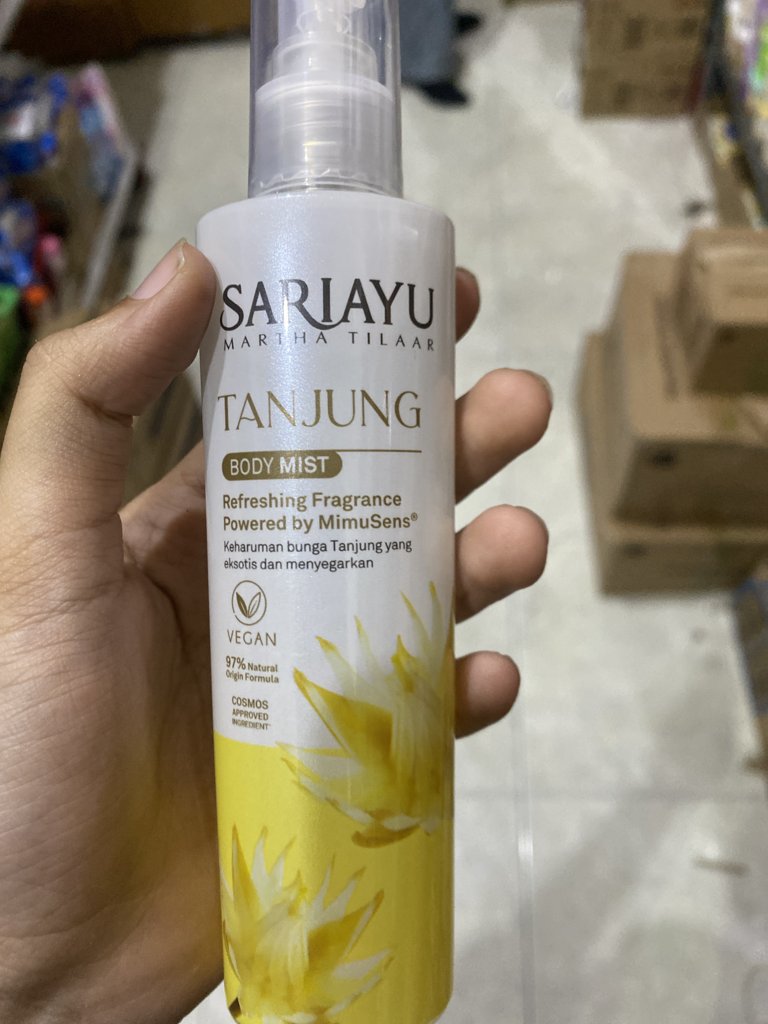 SARIAYU
MARTHA TILAAR
TANJUNG
BODY MIST
Refreshing Fragrance
Powered by MimuSens®
Keharuman bunga Tanjung yang
eksotis dan menyegarkan
VEGAN
97% Natural
Origin Formula
COSMOS
APPROVED
INGREDIENT*